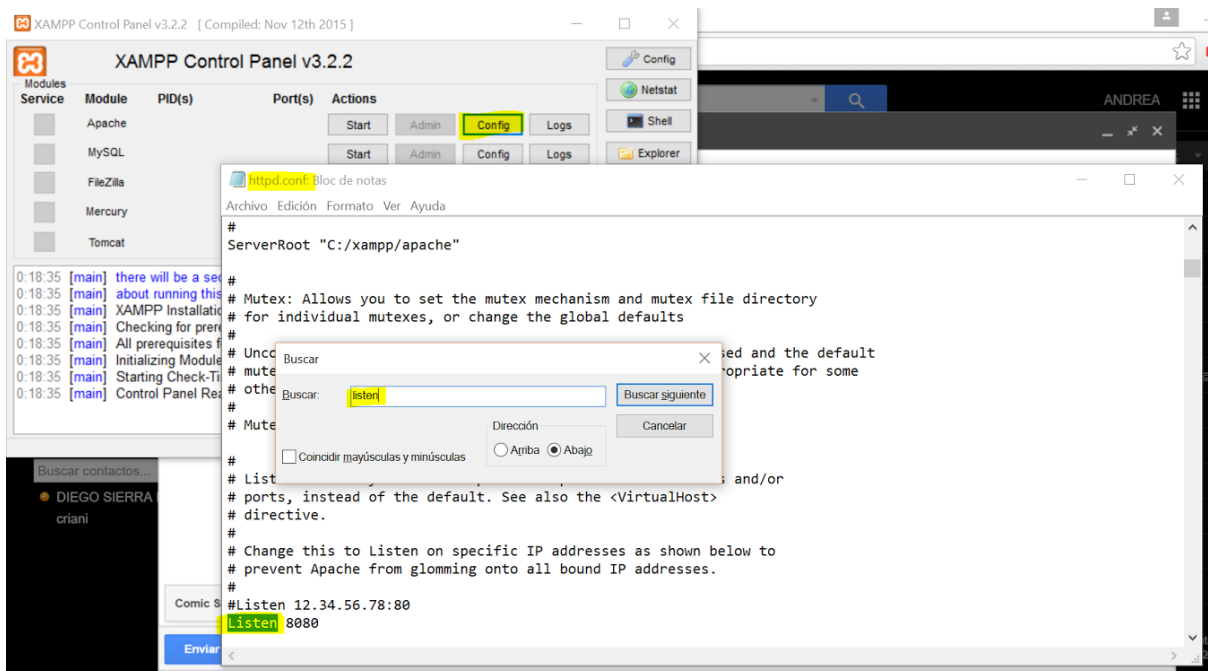 XAMPP Control Panel v3.2.2 [ Compiled: Nov 12th 2015 ]
XAMPP Control Panel v3.2.2
Config
Modules
Service Module PID(s) Port(s) Actions
Netstat
Apache Start Admin Config Logs
Shell
MySQL Start Admin Config Logs
Explorer
FileZilla
Mercury
Tomcat
0:18:35 [main] there will be a
0:18:35 [main] about running this
0:18:35 [main] XAMPP
0:18:35 [main] Checking for
0:18:35 [main] All prerequisites
0:18:35 [main] Initializing
0:18:35 [main] Starting
0:18:35 [main] Control Panel
ANDREA
httpd.conf: Bloc de notas
Archivo Edición Formato Ver Ayuda
#
ServerRoot "C:/xampp/apache"
#
# Mutex: Allows you to set the mutex mechanism and mutex file directory
# for individual mutexes, or change the global defaults
#
# Unco sed and the default
# mute propriate for some
# othe
#
# Mute
#
# List s and/or
# ports, instead of the default. See also the <VirtualHost>
# directive.
#
# Change this to Listen on specific IP addresses as shown below to
# prevent Apache from glomming onto all bound IP addresses.
#
#Listen 12.34.56.78:80
Listen 8080
Buscar
Buscar: listen Buscar siguiente
Dirección Cancelar
Coincidir mayúsculas y minúsculas Arriba Abajo
Buscar contactos...
DIEGO SIERRA
criani
Comic S
Enviar